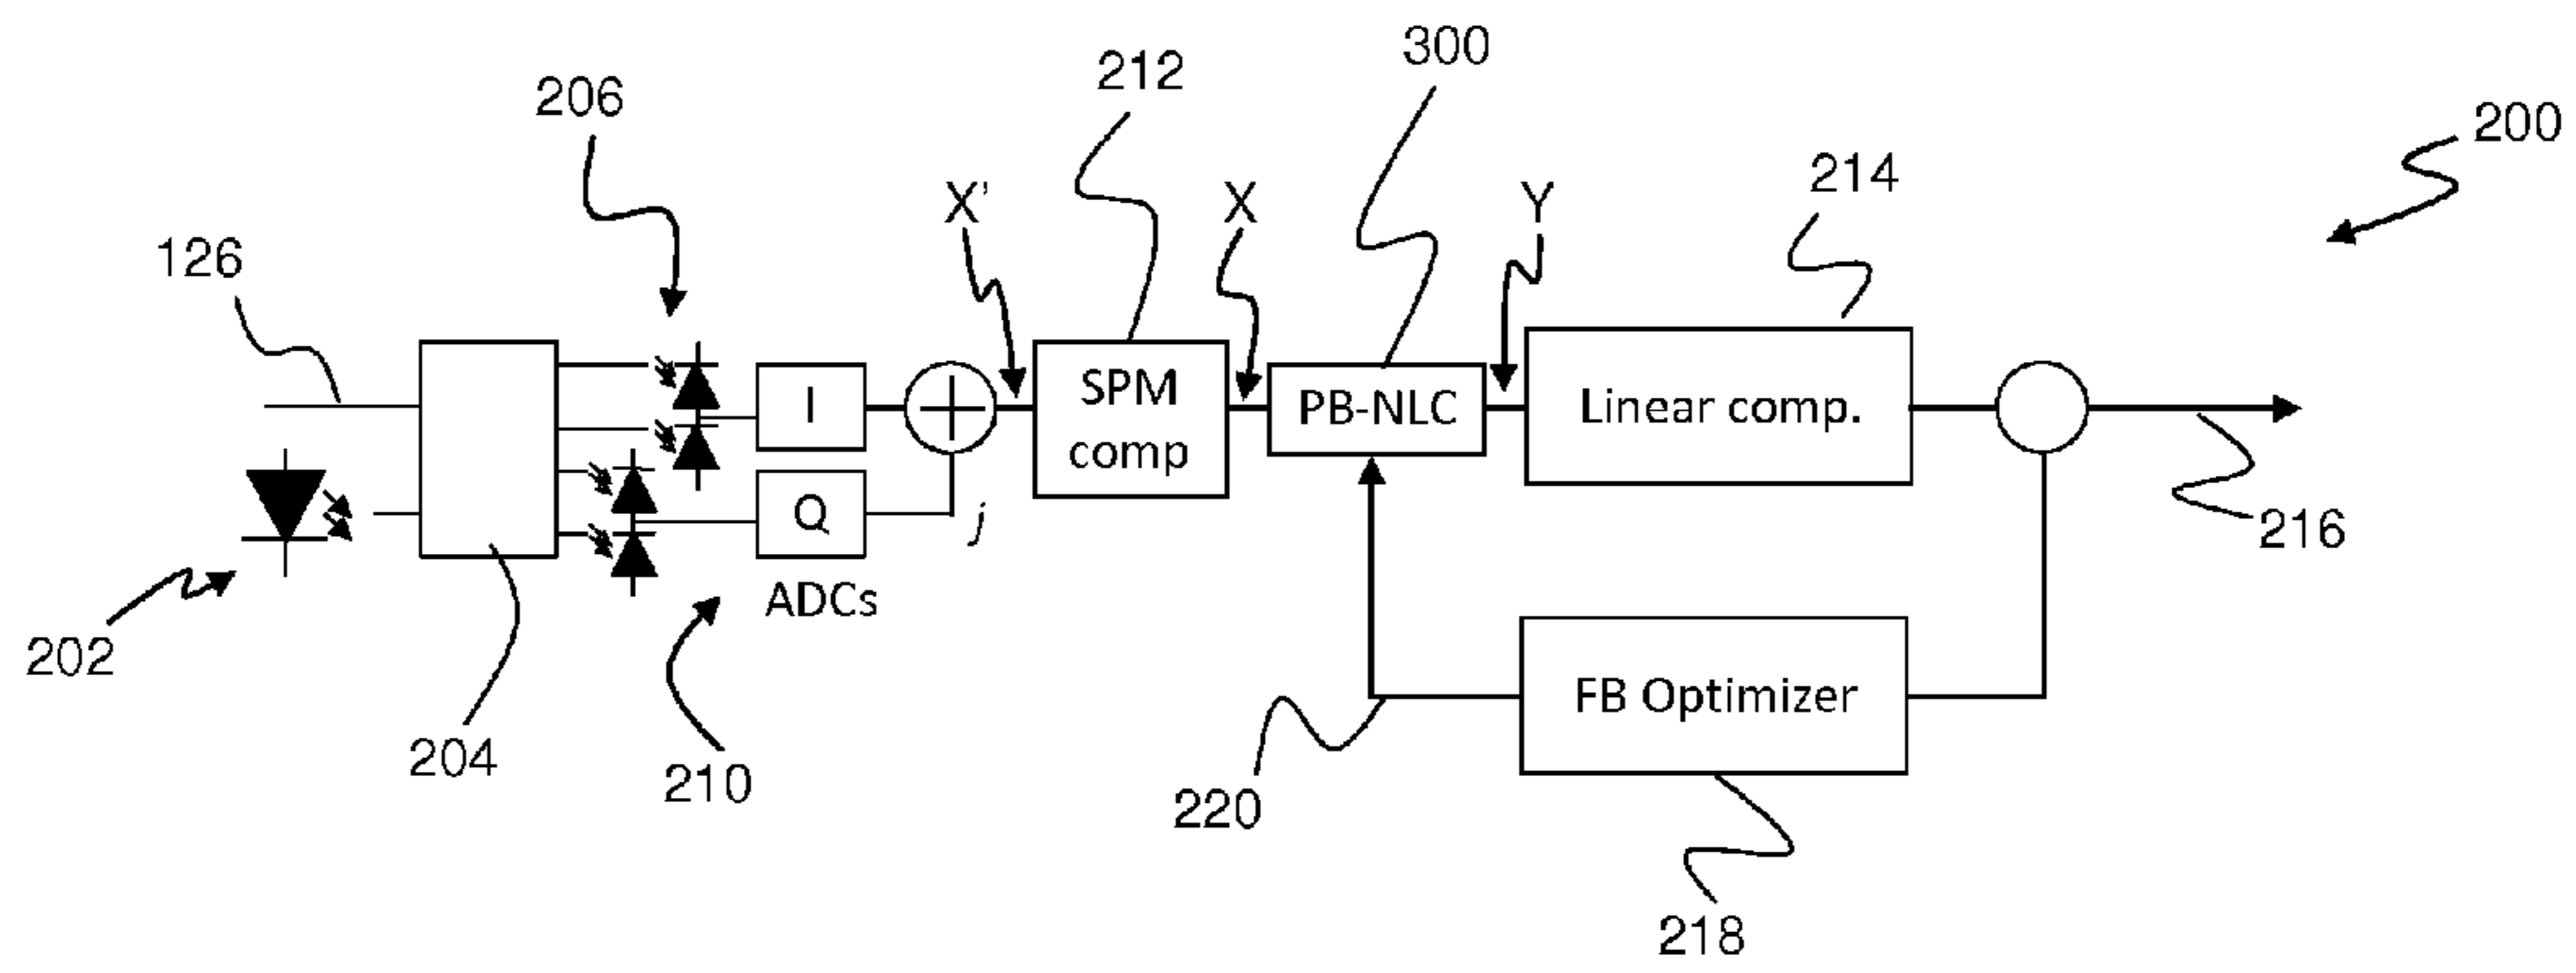 300
212
206
200
214
X'
X
Y
126
I
SPM
comp
PB-NLC
Linear comp.
Q
j
216
ADCs
202
FB Optimizer
204
210
220
218